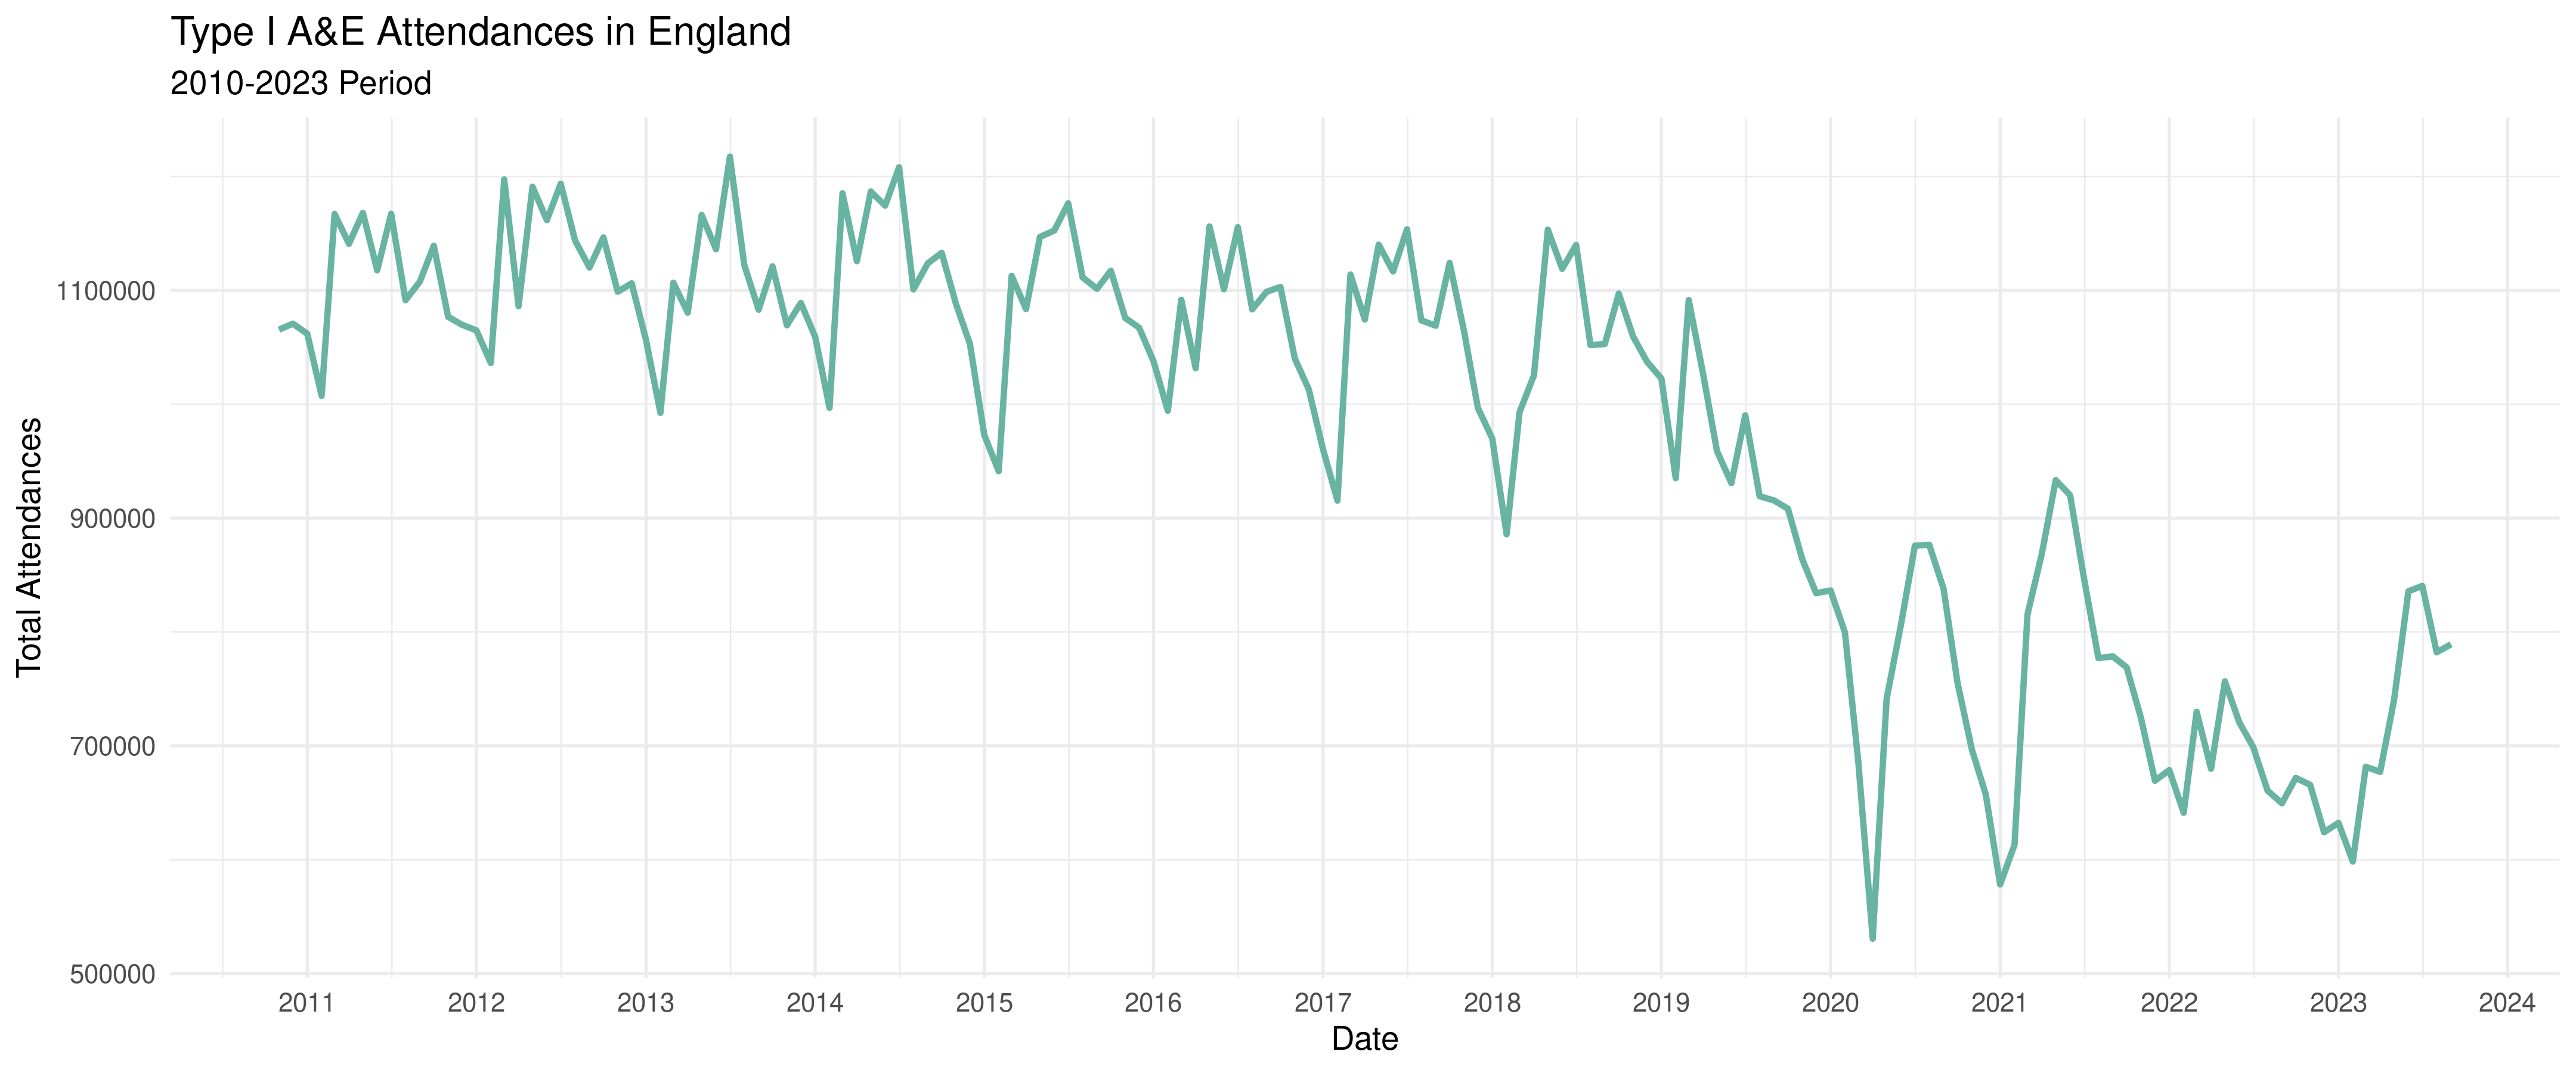 Type I A&E Attendances in England
2010-2023 Period
Total Attendances
1100000
900000
700000
500000
2011 2012 2013 2014 2015 2016 2017 2018 2019 2020 2021 2022 2023 2024
Date